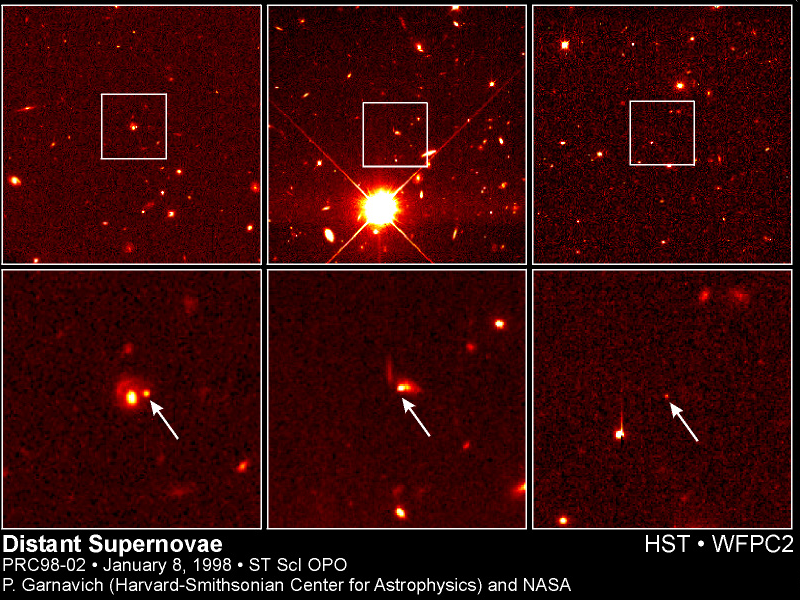 Distant Supernovae
HST • WFPC2
PRC98-02 • January 8, 1998 • ST ScI OPO
P. Garnavich (Harvard-Smithsonian Center for Astrophysics) and NASA